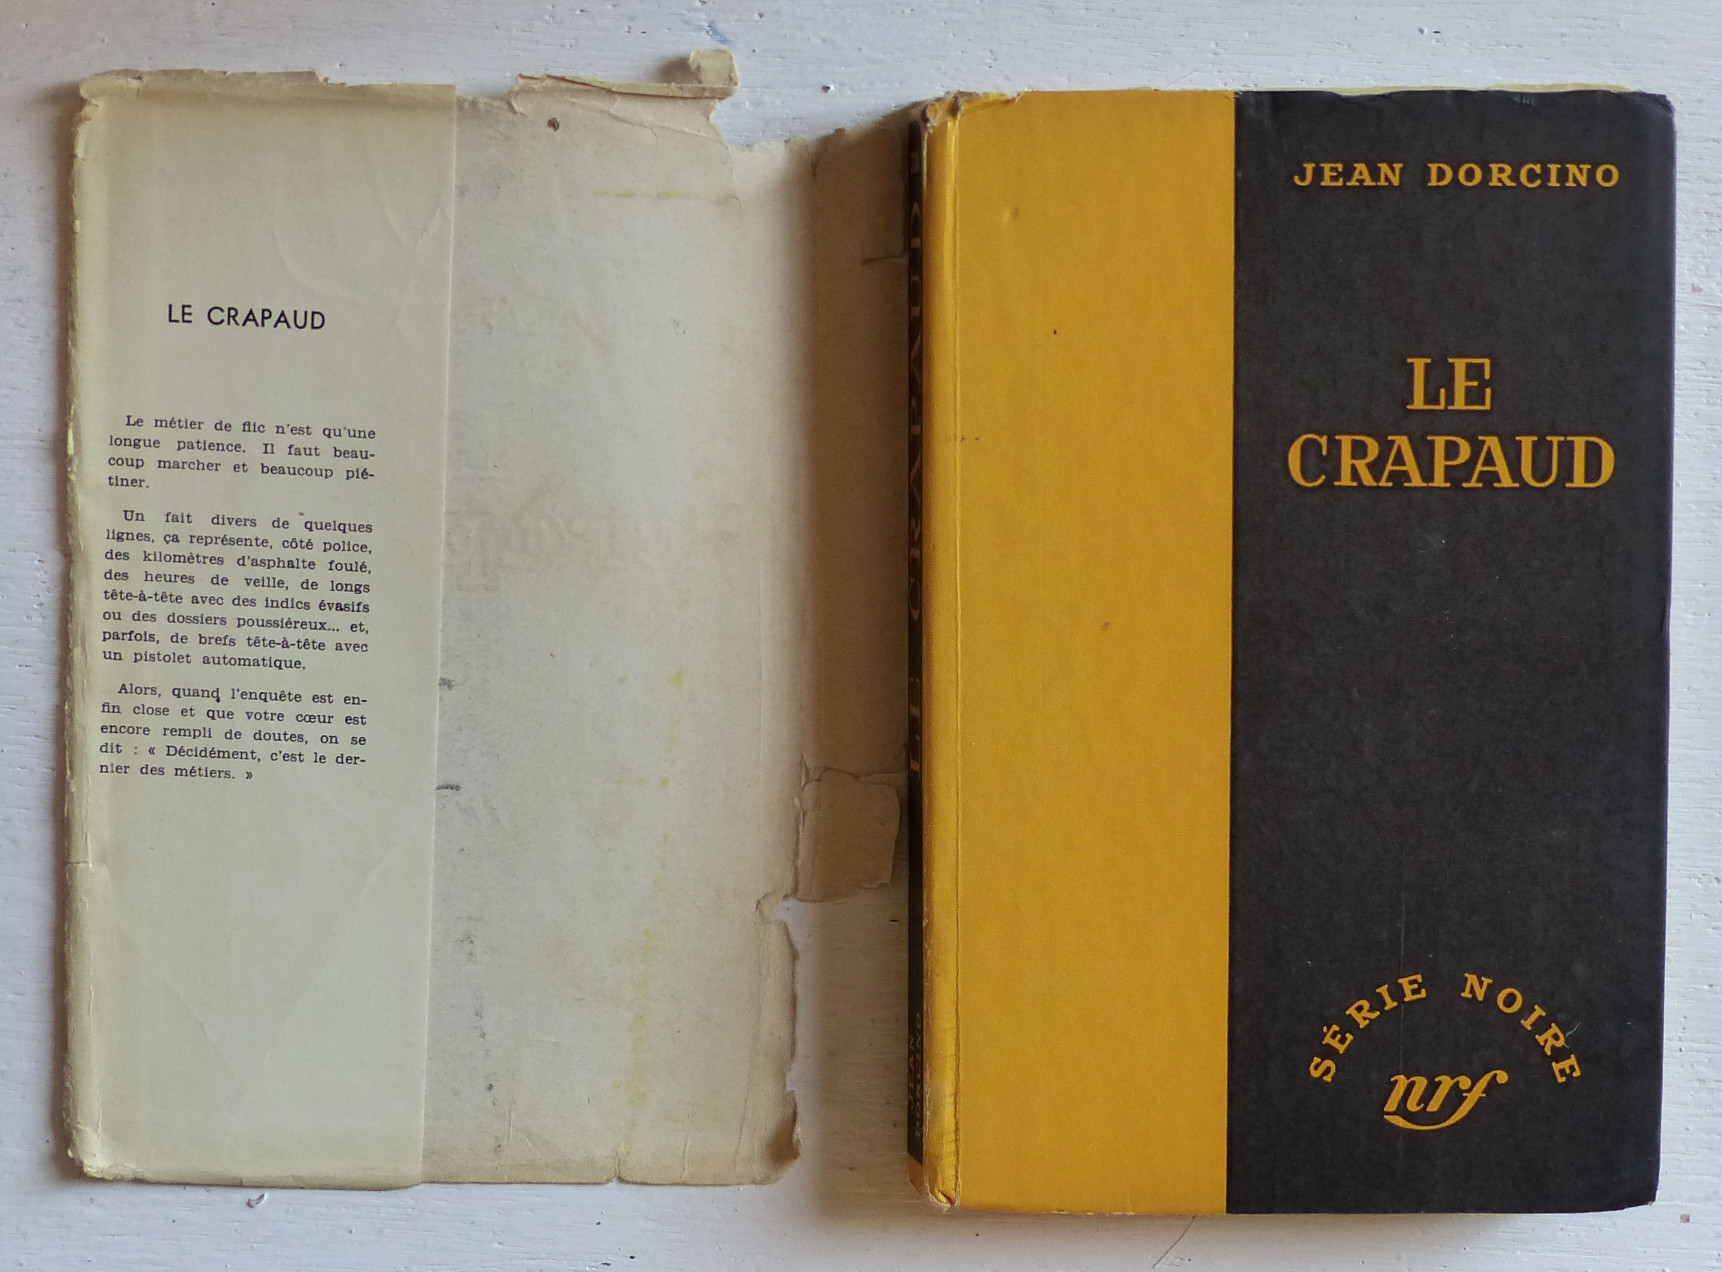 LE CRAPAUD
Le métier de flic n'est qu'une
longue patience. Il faut beau-
coup marcher et beaucoup pié-
tiner.
Un fait divers de quelques
lignes, ça représente, côté police,
des kilomètres d'asphalte foulé,
des heures de veille, de longs
tête-à-tête avec des indics évasifs
ou des dossiers poussiéreux... et,
parfois, de brefs tête-à-tête avec
un pistolet automatique.
Alors, quand l'enquête est en-
fin close et que votre cœur est
encore rempli de doutes, on se
dit : « Décidément, c'est le der-
nier des métiers. »
LE CRAPAUD
JEAN
DORCINO
JEAN DORCINO
LE
CRAPAUD
SÉRIE NOIRE
nrf